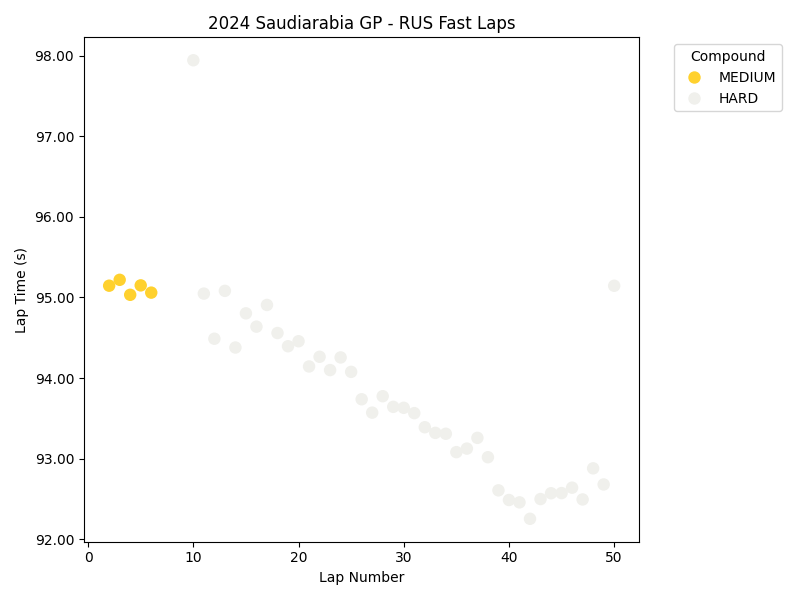 2024 Saudiarabia GP - RUS Fast Laps
Compound
MEDIUM
HARD
98.00
97.00
96.00
95.00
94.00
93.00
92.00
Lap Time (s)
0 10 20 30 40 50
Lap Number